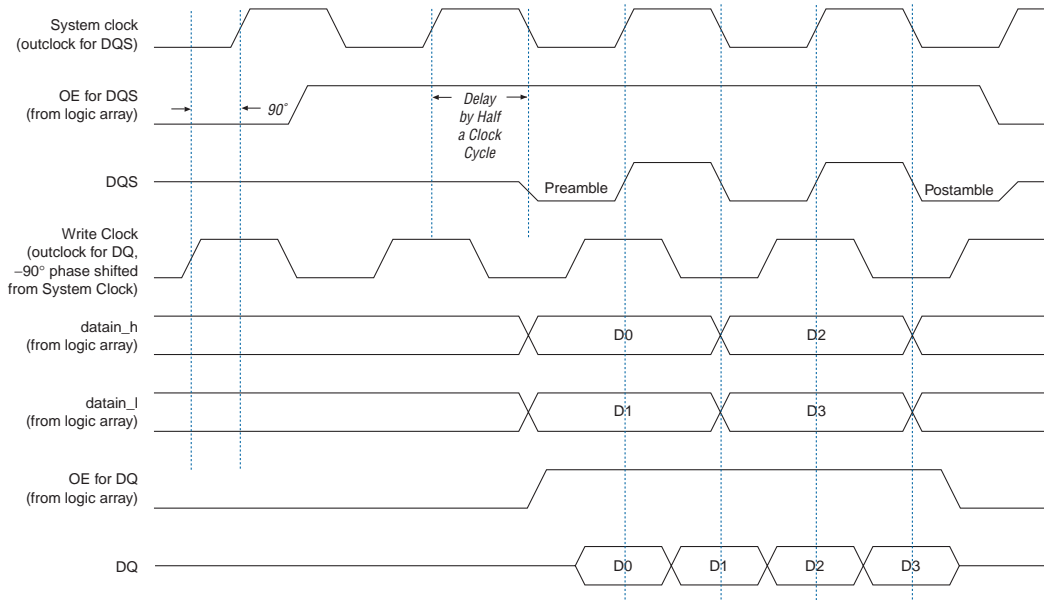 System clock
(outclock for DQS)
OE for DQS
(from logic array)
90°
Delay
by Half
a Clock
Cycle
DQS
Preamble
Postamble
Write Clock
(outclock for DQ,
−90° phase shifted
from System Clock)
datain_h
(from logic array)
D0
D2
datain_l
(from logic array)
D1
D3
OE for DQ
(from logic array)
DQ
D0
D1
D2
D3